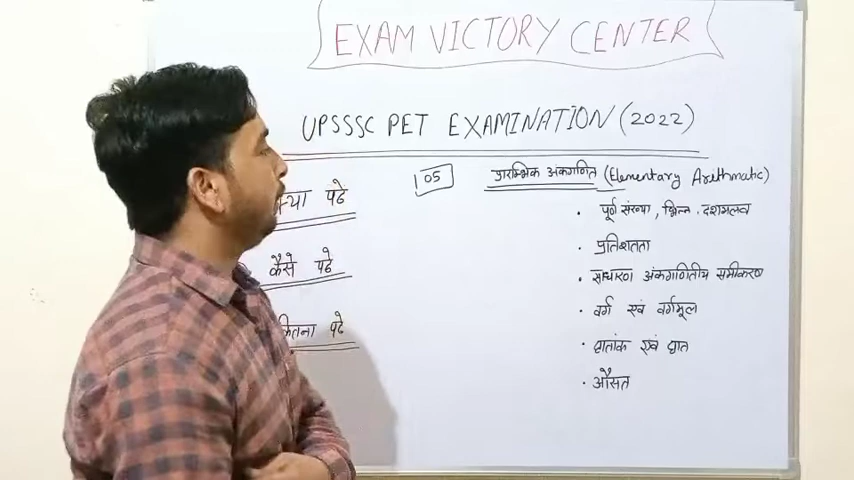 EXAM VICTORY CENTER
UPSSSC PET EXAMINATION (2022)
क्या पढे
कैसे पढे
कितना पढे
05
प्रारम्भिक अंकगणित (Elementary Arethmatic)
· पूर्ण संख्या, भिन्न, दशमलव
· प्रतिशतता
· साधारण अंकगणितीय समीकरण
· वर्ग एवं वर्गमूल
· घातांक एवं घात
· औसत